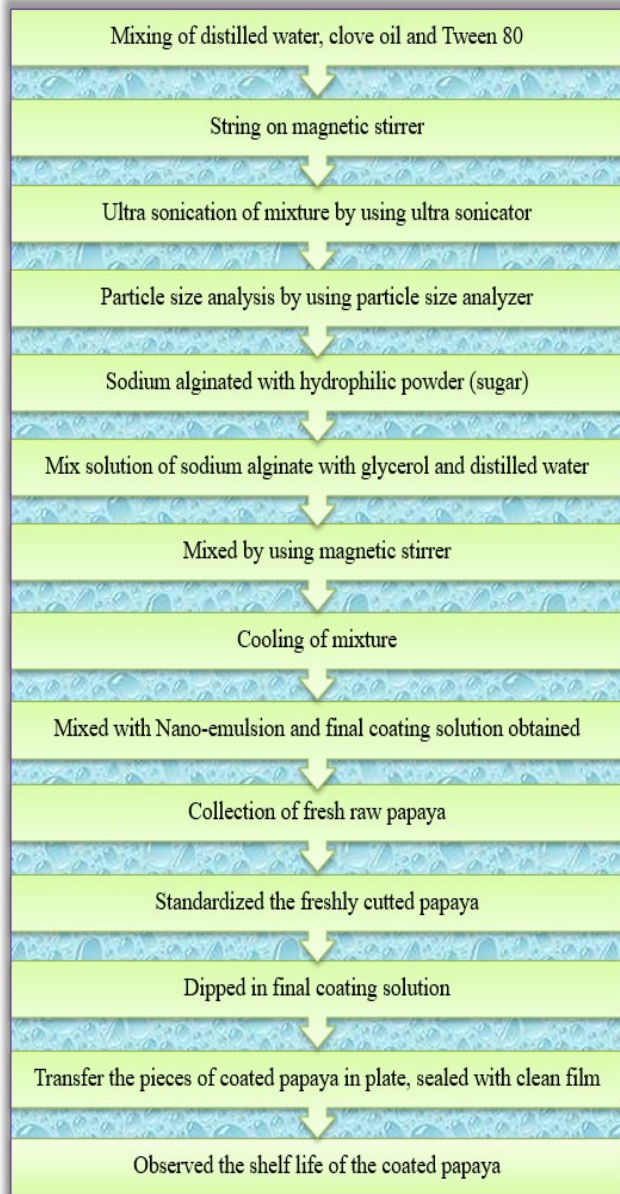 Mixing of distilled water, clove oil and Tween 80
String on magnetic stirrer
Ultra sonication of mixture by using ultra sonicator
Particle size analysis by using particle size analyzer
Sodium alginated with hydrophilic powder (sugar)
Mix solution of sodium alginate with glycerol and distilled water
Mixed by using magnetic stirrer
Cooling of mixture
Mixed with Nano-emulsion and final coating solution obtained
Collection of fresh raw papaya
Standardized the freshly cutted papaya
Dipped in final coating solution
Transfer the pieces of coated papaya in plate, sealed with clean film
Observed the shelf life of the coated papaya